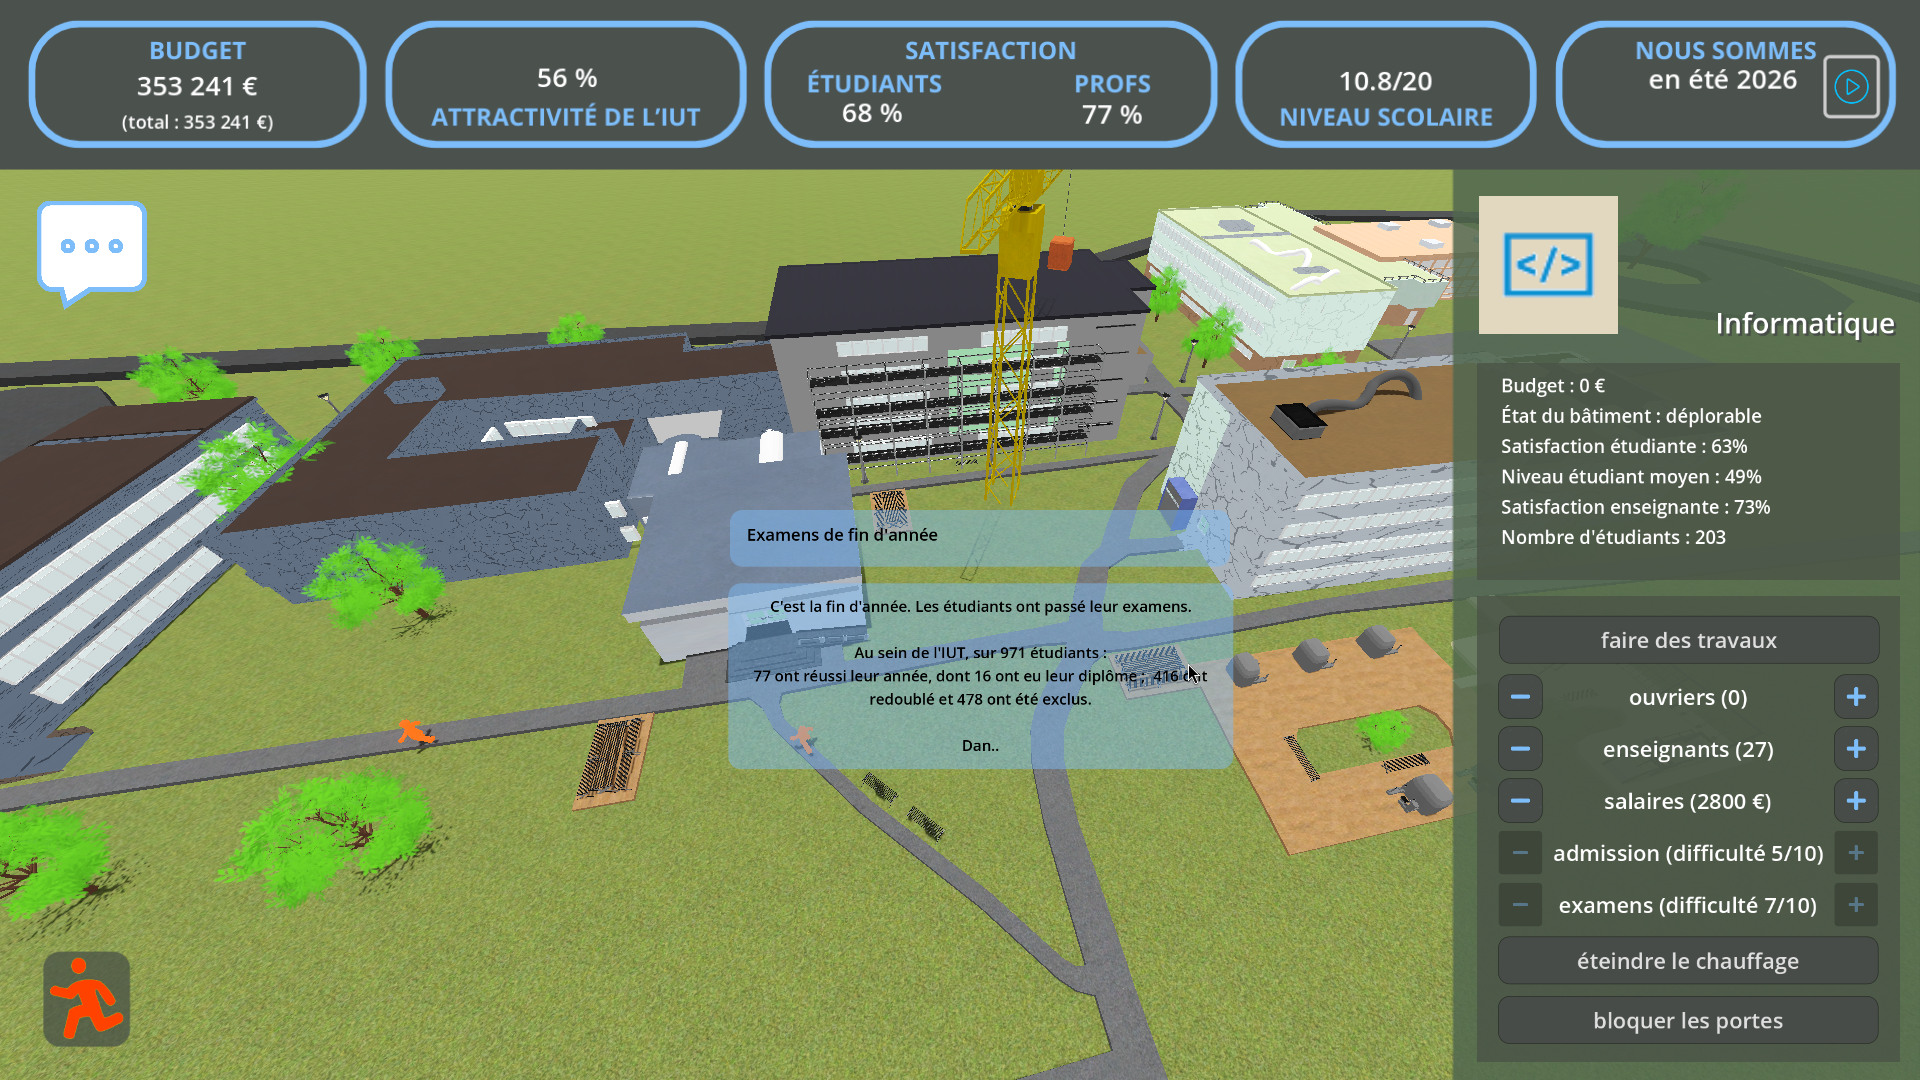 BUDGET
353 241 €
(total : 353 241 €)
56 %
ATTRACTIVITÉ DE L'IUT
SATISFACTION
ÉTUDIANTS
68 %
PROFS
77 %
10.8/20
NIVEAU SCOLAIRE
NOUS SOMMES
en été 2026
</>
Informatique
Budget : 0 €
État du bâtiment : déplorable
Satisfaction étudiante : 63%
Niveau étudiant moyen : 49%
Satisfaction enseignante : 73%
Nombre d'étudiants : 203
Examens de fin d'année
C'est la fin d'année. Les étudiants ont passé leur examens.
Au sein de l'IUT, sur 971 étudiants :
77 ont réussi leur année, dont 16 ont eu leur diplôme ; 416 ont
redoublé et 478 ont été exclus.
Dan..
faire des travaux
ouvriers (0)
enseignants (27)
salaires (2800 €)
admission (difficulté 5/10)
examens (difficulté 7/10)
éteindre le chauffage
bloquer les portes